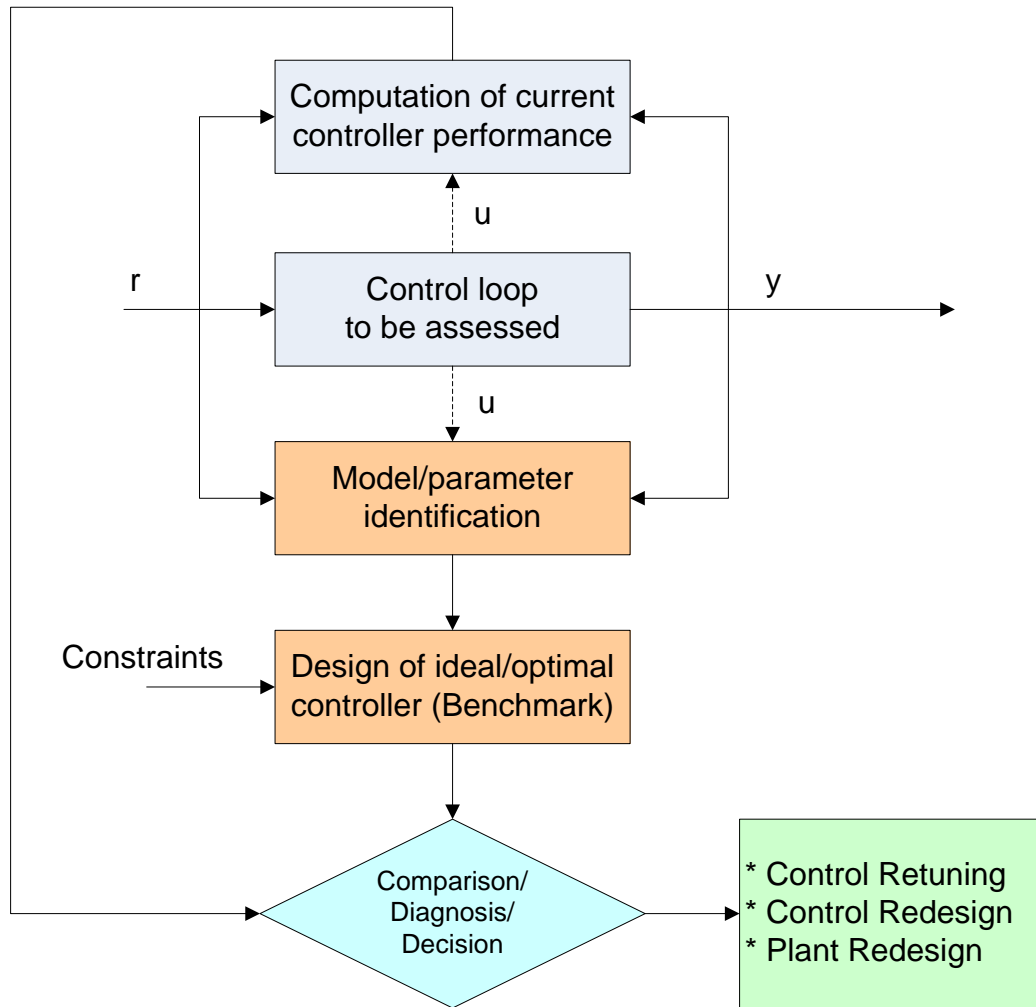 Computation of current
controller performance
u
r
Control loop
to be assessed
y
u
Model/parameter
identification
Constraints
Design of ideal/optimal
controller (Benchmark)
Comparison/
Diagnosis/
Decision
* Control Retuning
* Control Redesign
* Plant Redesign